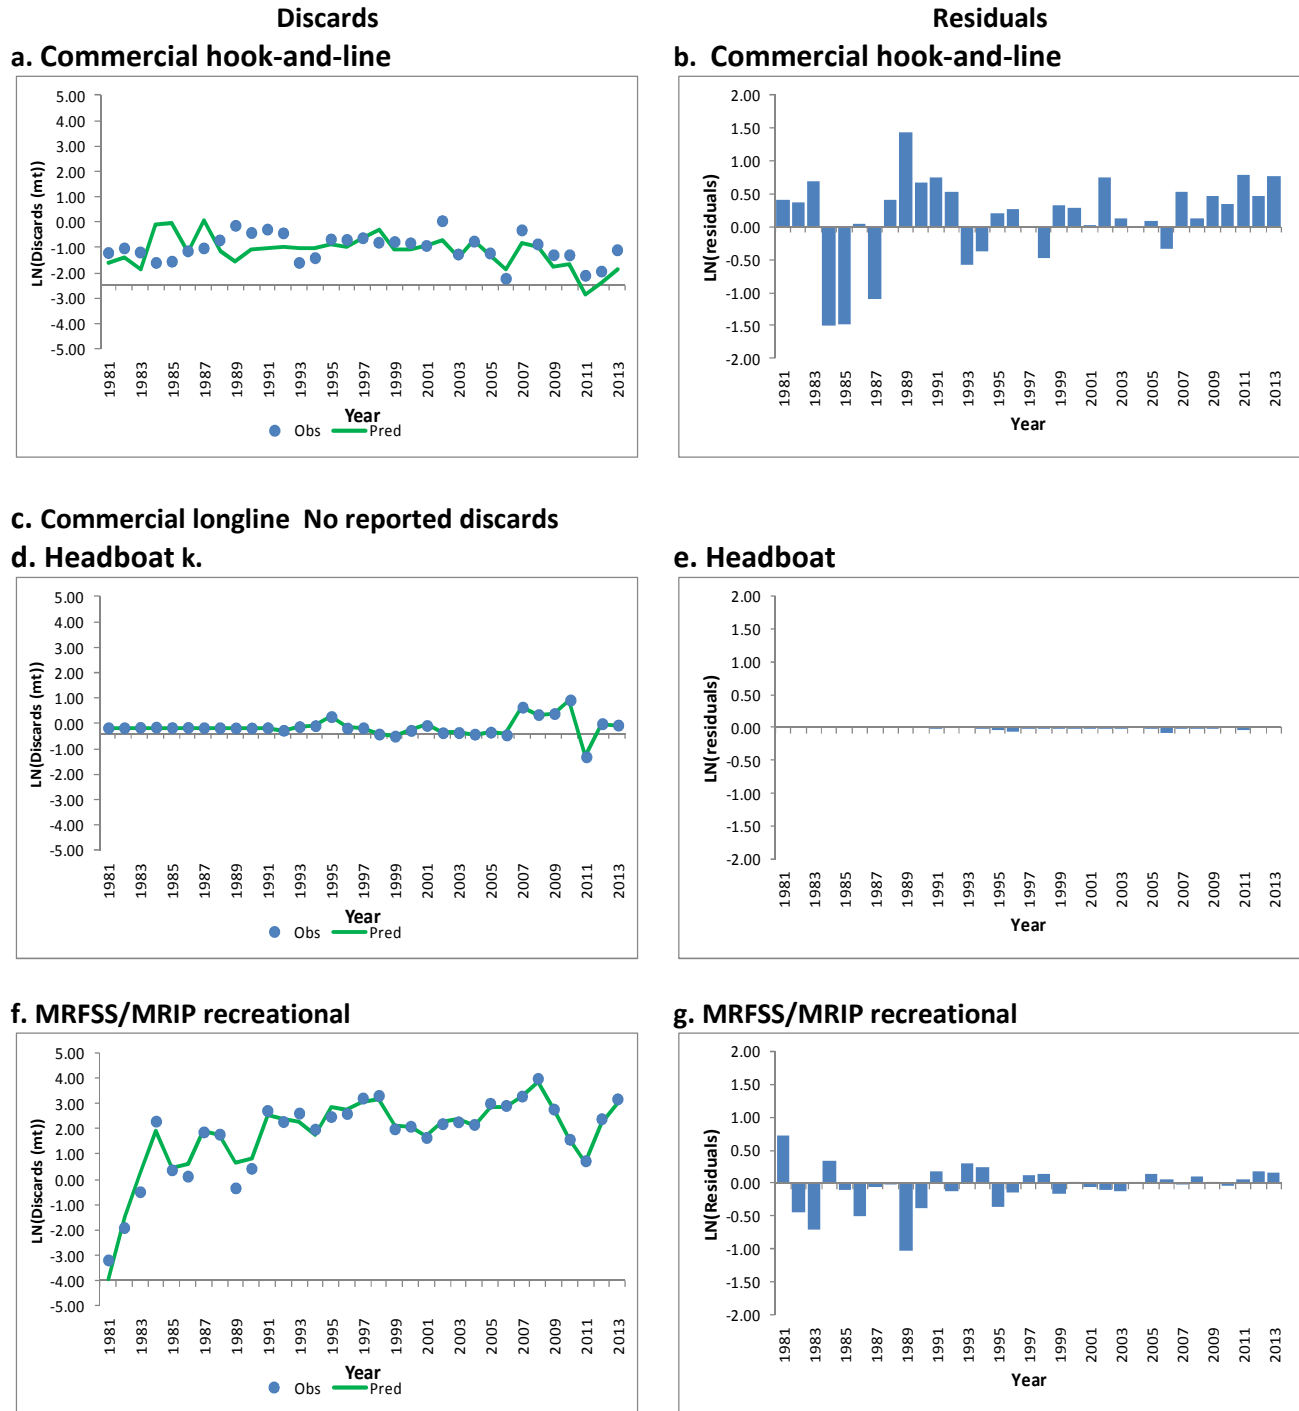 Discards
Residuals
a. Commercial hook-and-line
b. Commercial hook-and-line
5.00
4.00
3.00
2.00
1.00
0.00
-1.00
-2.00
-3.00
-4.00
-5.00
LN(Discards (mt))
1981 1983 1985 1987 1989 1991 1993 1995 1997 1999 2001 2003 2005 2007 2009 2011 2013
Year
Obs Pred
2.00
1.50
1.00
0.50
0.00
-0.50
-1.00
-1.50
-2.00
LN(residuals)
1981 1983 1985 1987 1989 1991 1993 1995 1997 1999 2001 2003 2005 2007 2009 2011 2013
Year
c. Commercial longline No reported discards
d. Headboat k.
e. Headboat
5.00
4.00
3.00
2.00
1.00
0.00
-1.00
-2.00
-3.00
-4.00
-5.00
LN(Discards (mt))
1981 1983 1985 1987 1989 1991 1993 1995 1997 1999 2001 2003 2005 2007 2009 2011 2013
Year
Obs Pred
2.00
1.50
1.00
0.50
0.00
-0.50
-1.00
-1.50
-2.00
LN(residuals)
1981 1983 1985 1987 1989 1991 1993 1995 1997 1999 2001 2003 2005 2007 2009 2011 2013
Year
f. MRFSS/MRIP recreational
g. MRFSS/MRIP recreational
5.00
4.00
3.00
2.00
1.00
0.00
-1.00
-2.00
-3.00
-4.00
-5.00
LN(Discards (mt))
1981 1983 1985 1987 1989 1991 1993 1995 1997 1999 2001 2003 2005 2007 2009 2011 2013
Year
Obs Pred
2.00
1.50
1.00
0.50
0.00
-0.50
-1.00
-1.50
-2.00
LN(Residuals)
1981 1983 1985 1987 1989 1991 1993 1995 1997 1999 2001 2003 2005 2007 2009 2011 2013
Year